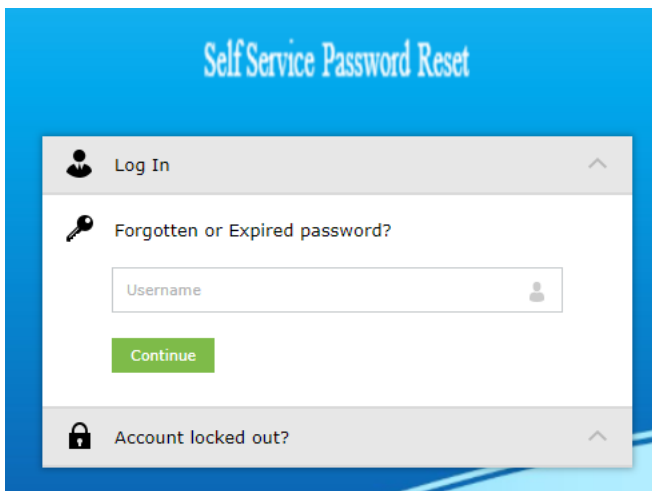 Self Service Password Reset
Log In
Forgotten or Expired password?
Username
Continue
Account locked out?